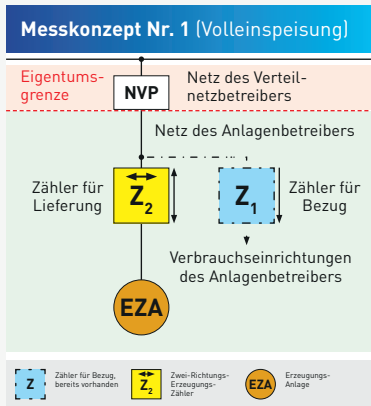 Messkonzept Nr. 1 (Volleinspeisung)
Eigentums-
grenze
NVP
Netz des Verteil-
netzbetreibers
Netz des Anlagenbetreibers
Zähler für
Lieferung
Z2
Z1
Zähler für
Bezug
Verbrauchseinrichtungen
des Anlagenbetreibers
EZA
Z
Zähler für Bezug,
bereits vorhanden
Z2
Zwei-Richtungs-
Erzeugungs-
Zähler
EZA
Erzeugungs-
Anlage